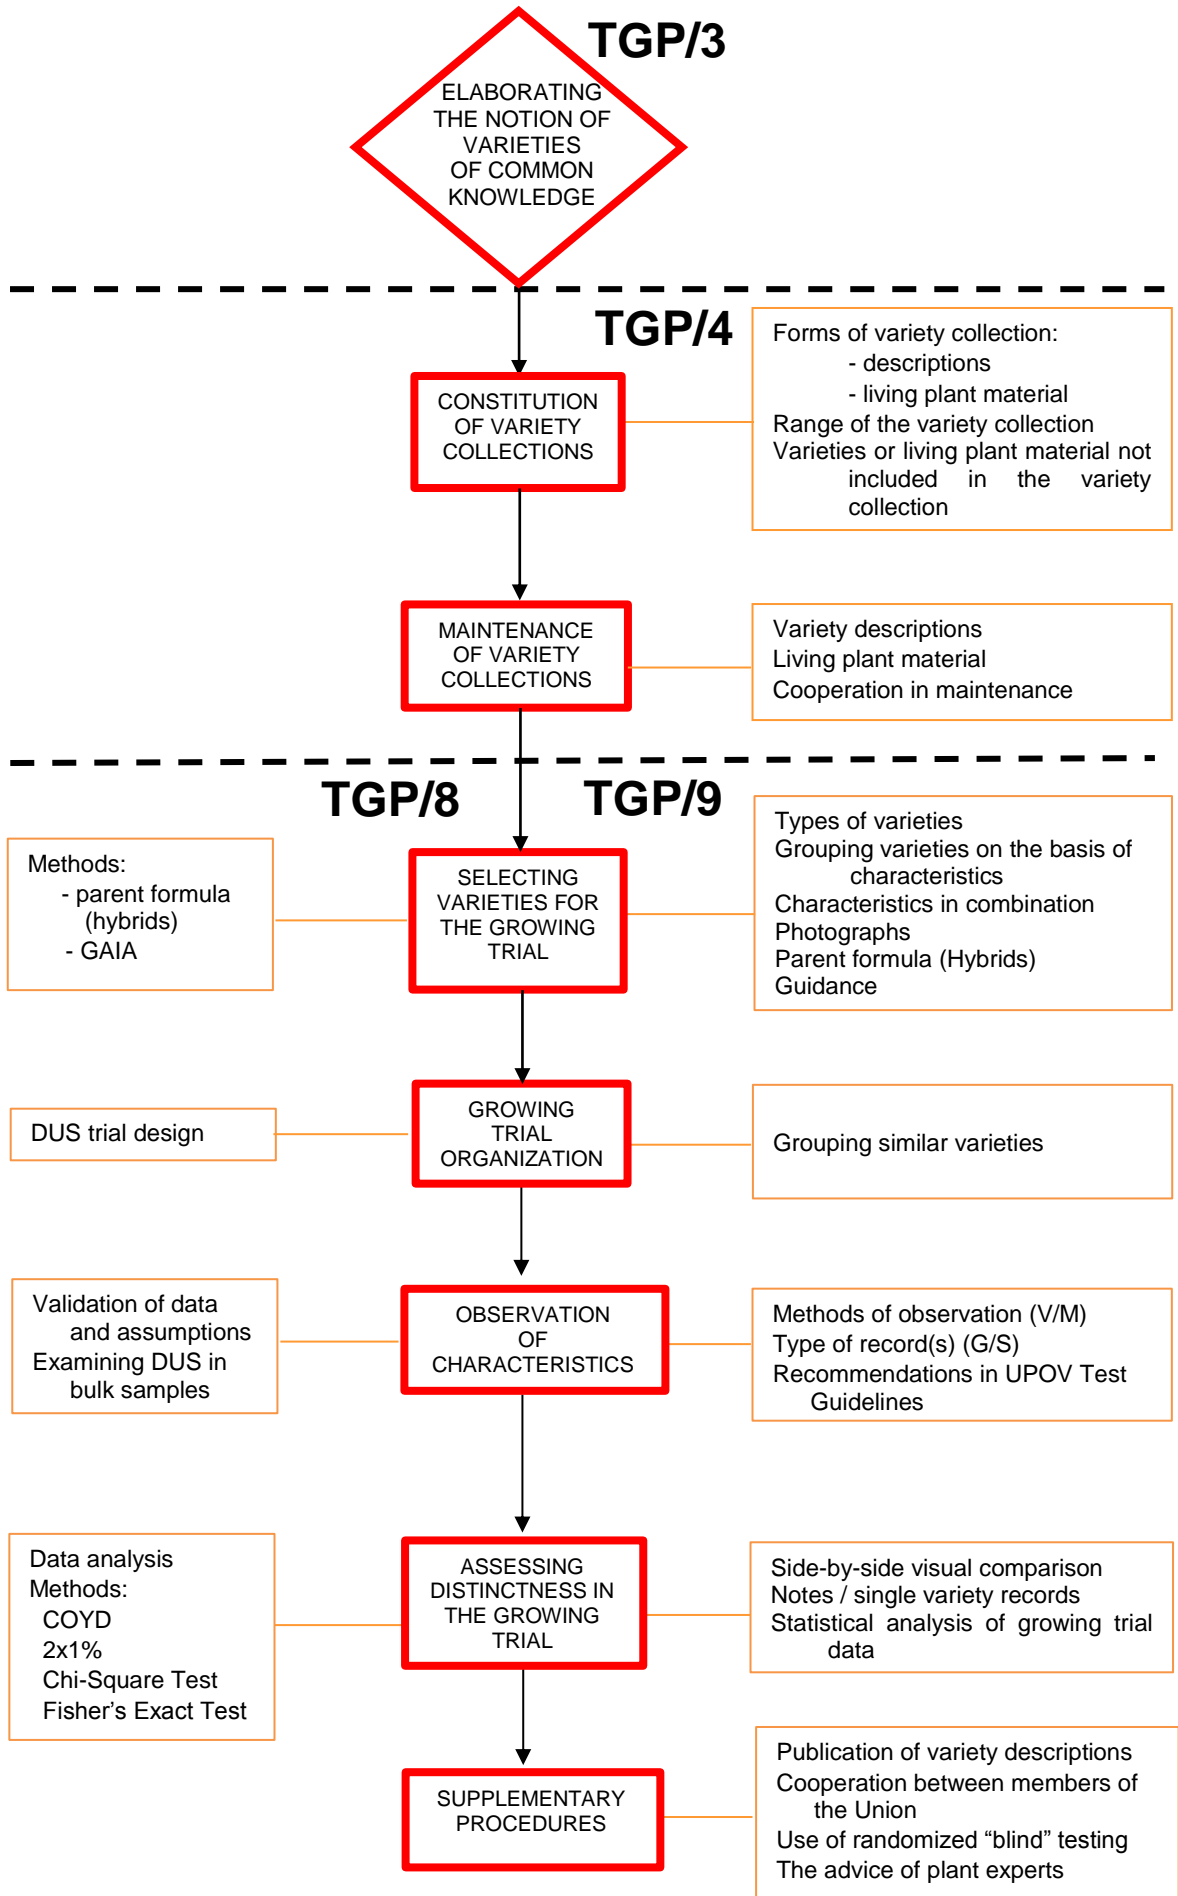 TGP/3
ELABORATING
THE NOTION OF
VARIETIES
OF COMMON
KNOWLEDGE
TGP/4
CONSTITUTION
OF VARIETY
COLLECTIONS
Forms of variety collection:
- descriptions
- living plant material
Range of the variety collection
Varieties or living plant material not
included in the variety
collection
MAINTENANCE
OF VARIETY
COLLECTIONS
Variety descriptions
Living plant material
Cooperation in maintenance
TGP/8
TGP/9
Methods:
- parent formula
(hybrids)
- GAIA
SELECTING
VARIETIES FOR
THE GROWING
TRIAL
Types of varieties
Grouping varieties on the basis of
characteristics
Characteristics in combination
Photographs
Parent formula (Hybrids)
Guidance
DUS trial design
GROWING
TRIAL
ORGANIZATION
Grouping similar varieties
Validation of data
and assumptions
Examining DUS in
bulk samples
OBSERVATION
OF
CHARACTERISTICS
Methods of observation (V/M)
Type of record(s) (G/S)
Recommendations in UPOV Test
Guidelines
Data analysis
Methods:
COYD
2x1%
Chi-Square Test
Fisher's Exact Test
ASSESSING
DISTINCTNESS IN
THE GROWING
TRIAL
Side-by-side visual comparison
Notes / single variety records
Statistical analysis of growing trial
data
SUPPLEMENTARY
PROCEDURES
Publication of variety descriptions
Cooperation between members of
the Union
Use of randomized “blind” testing
The advice of plant experts